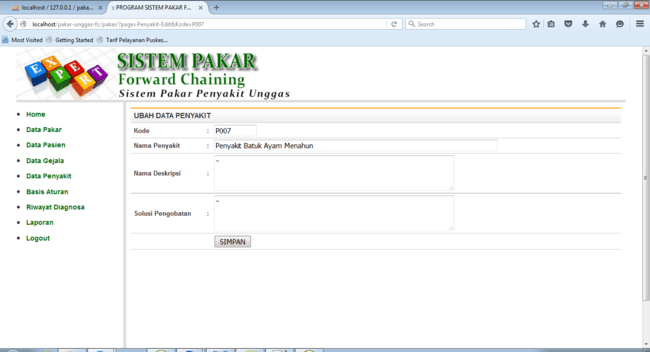 localhost / 127.0.0.1 / paka...
:: PROGRAM SISTEM PAKAR F...
localhost/pakar-unggas-fc/pakar/?page=Penyakit-Edit&Kode=P007
Search
Most Visited
Getting Started
Tarif Pelayanan Puskes...
EXPERT
SISTEM PAKAR
Forward Chaining
Sistem Pakar Penyakit Unggas
Home
Data Pakar
Data Pasien
Data Gejala
Data Penyakit
Basis Aturan
Riwayat Diagnosa
Laporan
Logout
UBAH DATA PENYAKIT
Kode : P007
Nama Penyakit : Penyakit Batuk Ayam Menahun
Nama Deskripsi : -
Solusi Pengobatan : -
SIMPAN